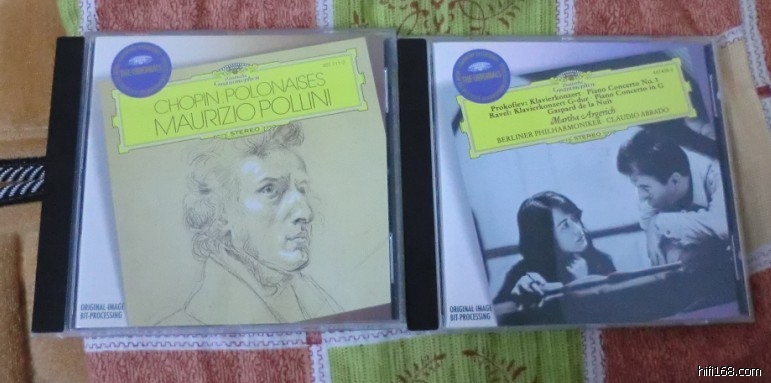 THE ORIGINALS
Deutsche
Grammophon
CHOPIN:POLONAISES
MAURIZIO POLLINI
STEREO
ORIGINAL-IMAGE
BIT-PROCESSING
THE ORIGINALS
Deutsche
Grammophon
Prokofiev: Klavierkonzert · Piano Concerto No. 3
Ravel: Klavierkonzert G-dur · Piano Concerto in G
Gaspard de la Nuit
Martha Argerich
BERLINER PHILHARMONIKER · CLAUDIO ABBADO
STEREO
ORIGINAL-IMAGE
BIT-PROCESSING
hifi168.com